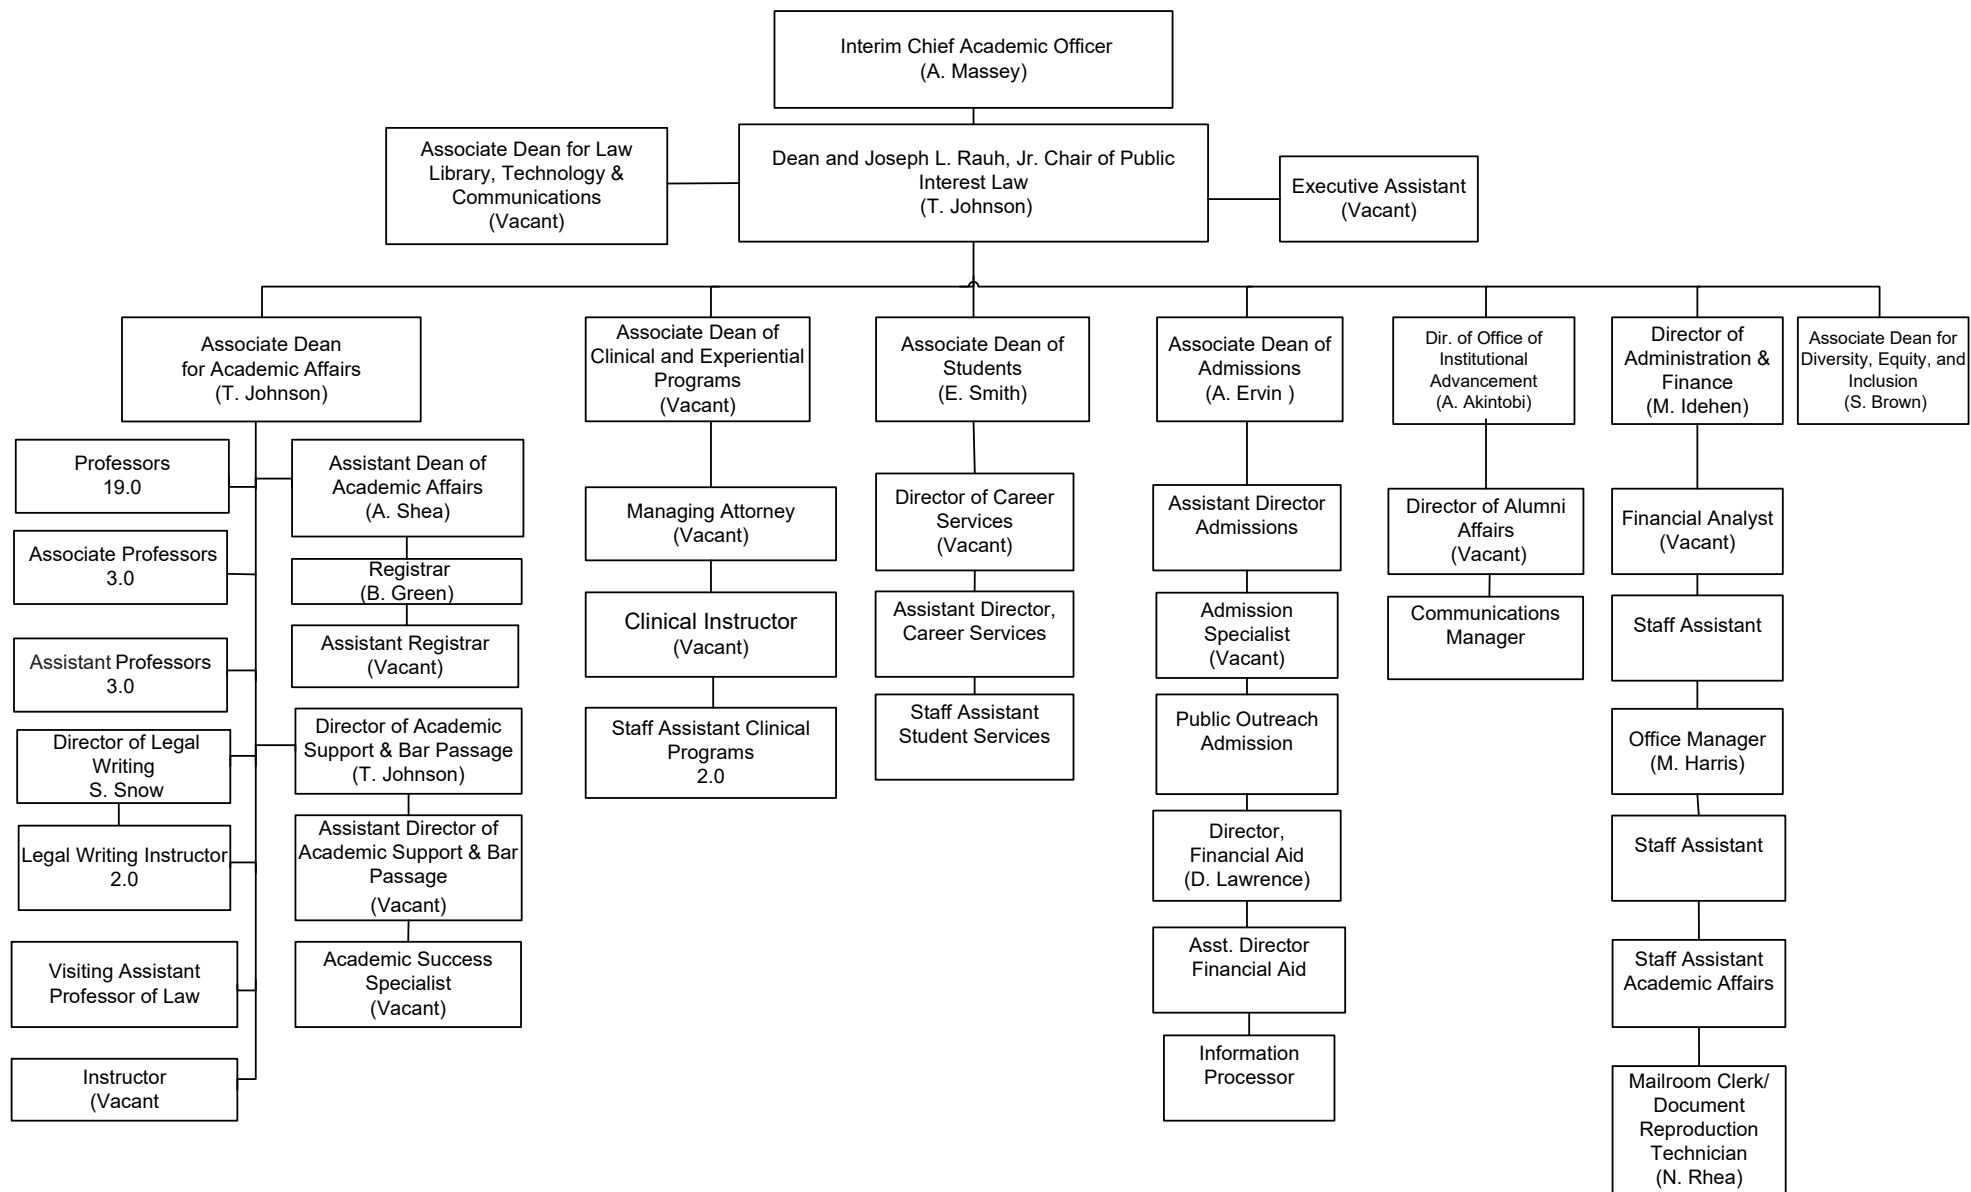 Interim Chief Academic Officer
(A. Massey)
Associate Dean for Law
Library, Technology &
Communications
(Vacant)
Dean and Joseph L. Rauh, Jr. Chair of Public
Interest Law
(T. Johnson)
Executive Assistant
(Vacant)
Associate Dean
for Academic Affairs
(T. Johnson)
Associate Dean of
Clinical and Experiential
Programs
(Vacant)
Associate Dean of
Students
(E. Smith)
Associate Dean of
Admissions
(A. Ervin )
Dir. of Office of
Institutional
Advancement
(A. Akintobi)
Director of
Administration &
Finance
(M. Idehen)
Associate Dean for
Diversity, Equity, and
Inclusion
(S. Brown)
Professors
19.0
Associate Professors
3.0
Assistant Professors
3.0
Director of Legal
Writing
S. Snow
Legal Writing Instructor
2.0
Visiting Assistant
Professor of Law
Instructor
(Vacant
Assistant Dean of
Academic Affairs
(A. Shea)
Registrar
(B. Green)
Assistant Registrar
(Vacant)
Director of Academic
Support & Bar Passage
(T. Johnson)
Assistant Director of
Academic Support & Bar
Passage
(Vacant)
Academic Success
Specialist
(Vacant)
Managing Attorney
(Vacant)
Clinical Instructor
(Vacant)
Staff Assistant Clinical
Programs
2.0
Director of Career
Services
(Vacant)
Assistant Director,
Career Services
Staff Assistant
Student Services
Assistant Director
Admissions
Admission
Specialist
(Vacant)
Public Outreach
Admission
Director,
Financial Aid
(D. Lawrence)
Asst. Director
Financial Aid
Information
Processor
Director of Alumni
Affairs
(Vacant)
Communications
Manager
Financial Analyst
(Vacant)
Staff Assistant
Office Manager
(M. Harris)
Staff Assistant
Staff Assistant
Academic Affairs
Mailroom Clerk/
Document
Reproduction
Technician
(N. Rhea)